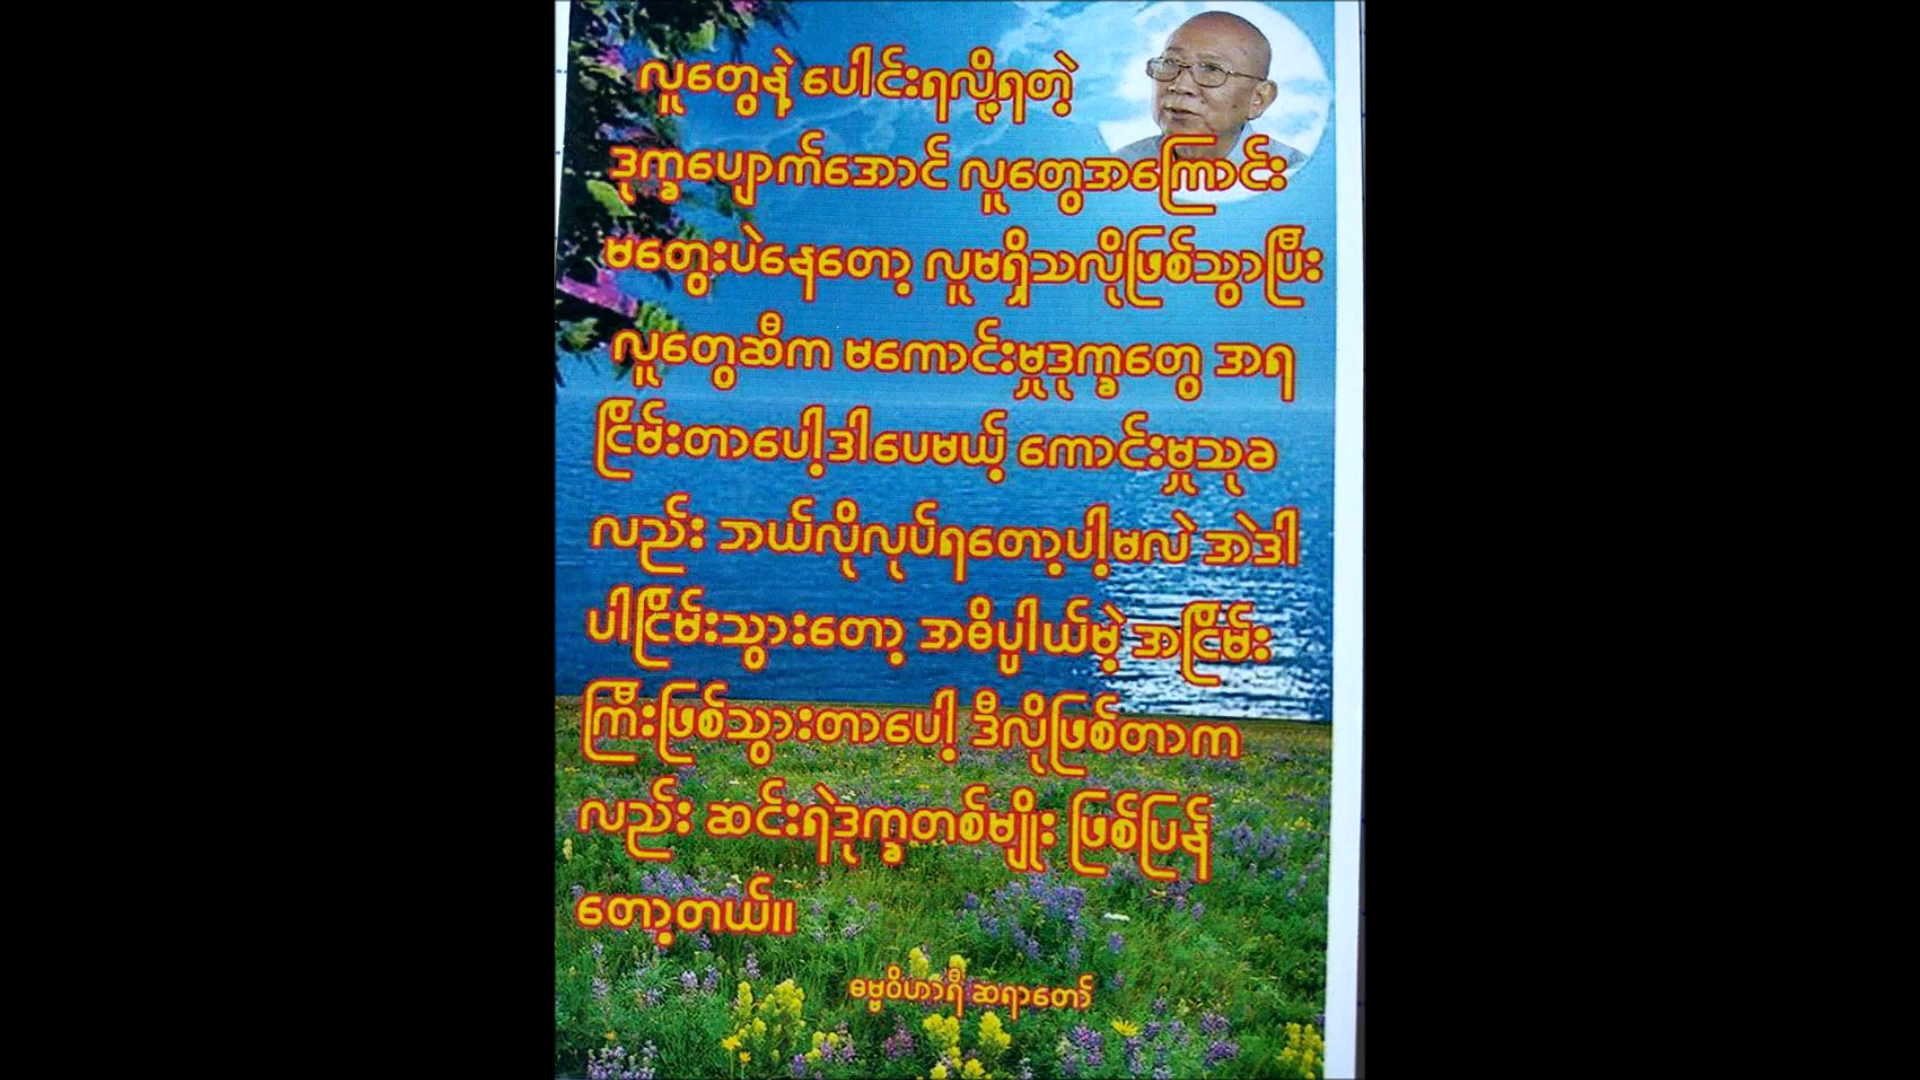 လူတွေနဲ့ ပေါင်းရလို့ရတဲ့
ဒုက္ခပျောက်အောင် လူတွေအကြောင်း
မတွေးပဲနေတော့ လူမရှိသလိုဖြစ်သွာပြီး
လူတွေဆီက မကောင်းမှုဒုက္ခတွေ အရ
ငြိမ်းတာပေါ့ဒါပေမယ့် ကောင်းမှုသုခ
လည်း ဘယ်လိုလုပ်ရတော့ပါ့မလဲ အဲဒါ
ပါငြိမ်းသွားတော့ အဓိပ္ပါယ်မဲ့ အငြိမ်း
ကြီးဖြစ်သွားတာပေါ့ ဒီလိုဖြစ်တာက
လည်း ဆင်းရဲဒုက္ခတစ်မျိုး ဖြစ်ပြန်
တော့တယ်။
ဓမ္မဝိဟာရီ ဆရာတော်